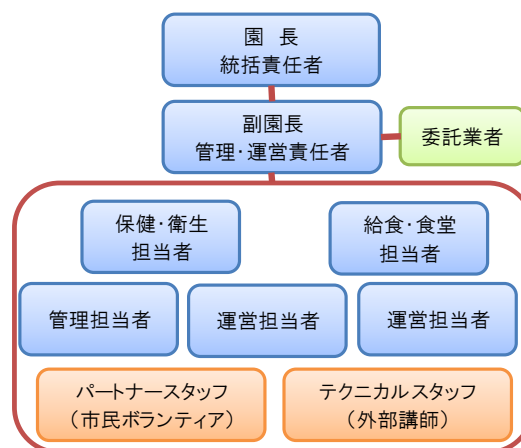 園 長
統括責任者
副園長
管理・運営責任者
委託業者
保健・衛生
担当者
給食・食堂
担当者
管理担当者
運営担当者
運営担当者
パートナースタッフ
（市民ボランティア）
テクニカルスタッフ
（外部講師）